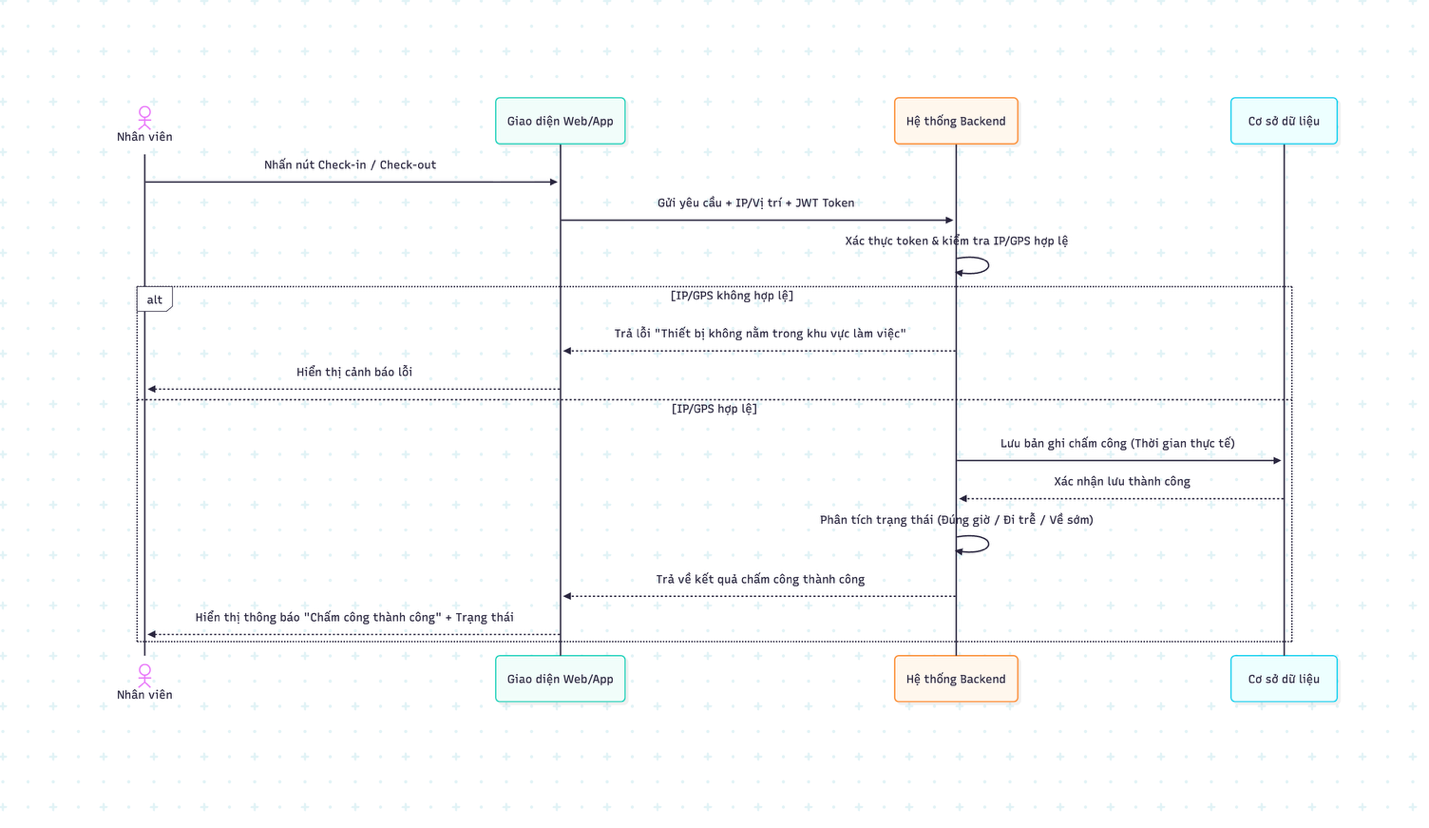 Nhân viên
Giao diện Web/App
Hệ thống Backend
Cơ sở dữ liệu
Nhấn nút Check-in / Check-out
Gửi yêu cầu + IP/Vị trí + JWT Token
Xác thực token & kiểm tra IP/GPS hợp lệ
alt
[IP/GPS không hợp lệ]
Trả lỗi "Thiết bị không nằm trong khu vực làm việc"
Hiển thị cảnh báo lỗi
[IP/GPS hợp lệ]
Lưu bản ghi chấm công (Thời gian thực tế)
Xác nhận lưu thành công
Phân tích trạng thái (Đúng giờ / Đi trễ / Về sớm)
Trả về kết quả chấm công thành công
Hiển thị thông báo "Chấm công thành công" + Trạng thái
Nhân viên
Giao diện Web/App
Hệ thống Backend
Cơ sở dữ liệu